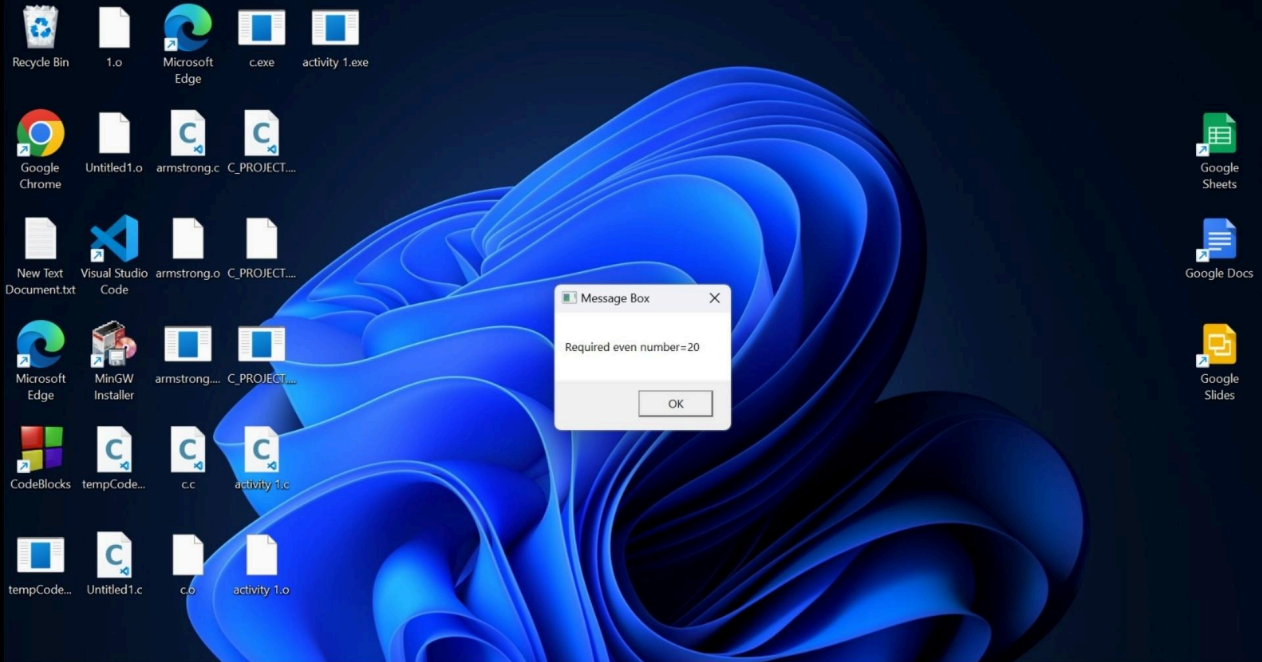 Recycle Bin
1.o
Microsoft
Edge
c.exe
activity 1.exe
Google
Chrome
Untitled1.o
armstrong.c
C_PROJECT....
New Text
Document.txt
Visual Studio
Code
armstrong.o
C_PROJECT....
Microsoft
Edge
MinGW
Installer
armstrong....
C_PROJECT....
CodeBlocks
tempCode...
c.c
activity 1.c
tempCode...
Untitled1.c
c.o
activity 1.o
Message Box
Required even number=20
OK
Google
Sheets
Google Docs
Google
Slides